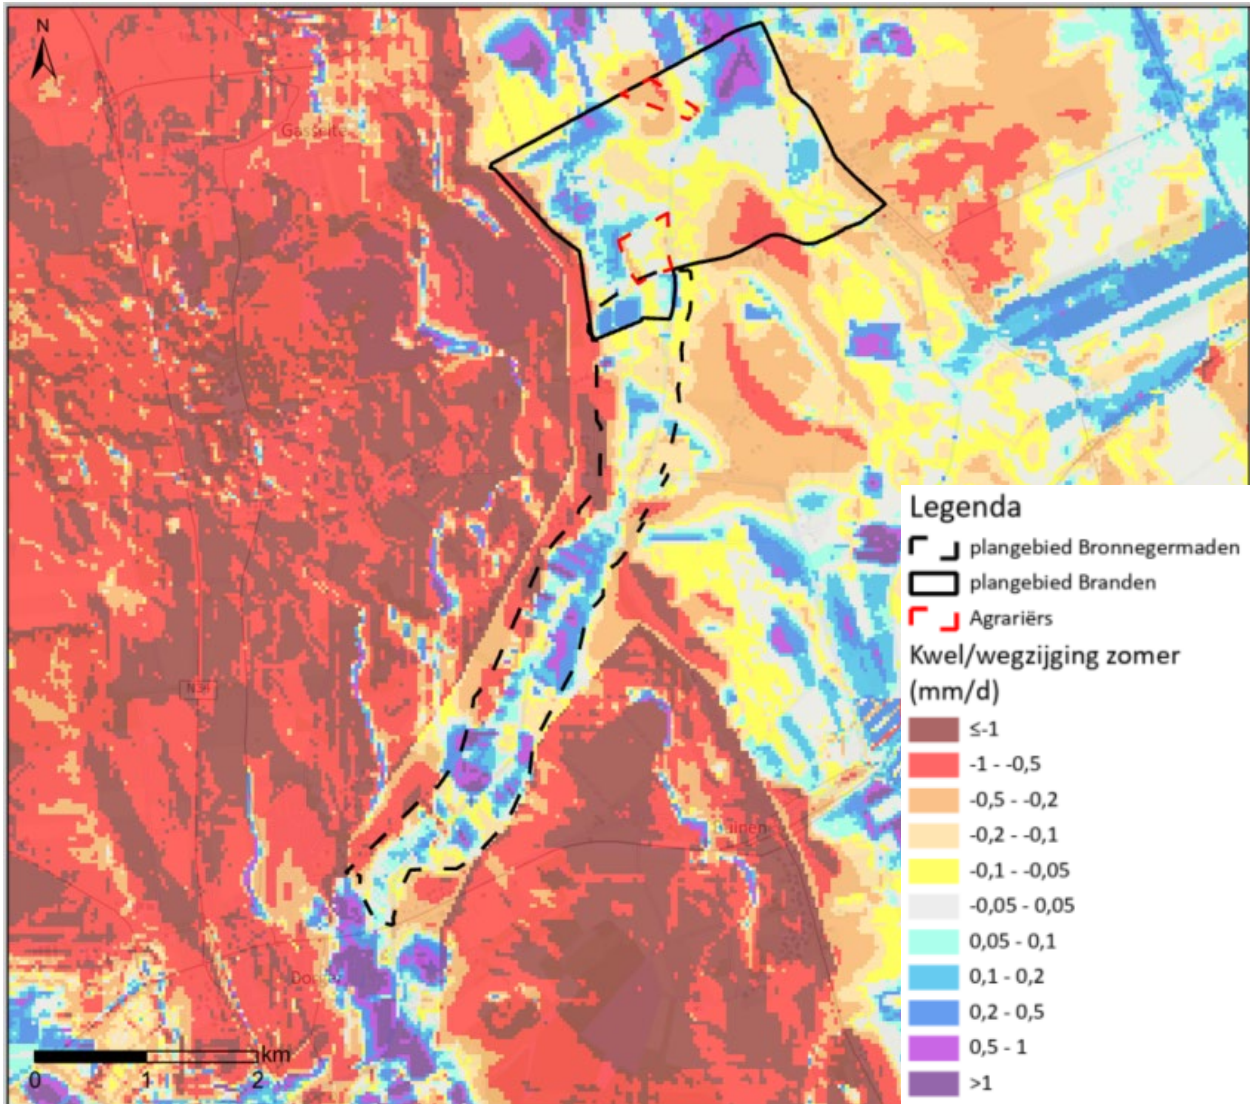 N
Gasselte
Legenda
plangebied Bronnegermaden
plangebied Branden
Agrariërs
Kwel/wegzijging zomer
(mm/d)
≤-1
-1 - -0,5
-0,5 - -0,2
-0,2 - -0,1
-0,1 - -0,05
-0,05 - 0,05
0,05 - 0,1
0,1 - 0,2
0,2 - 0,5
0,5 - 1
>1
N34
km
0 1 2